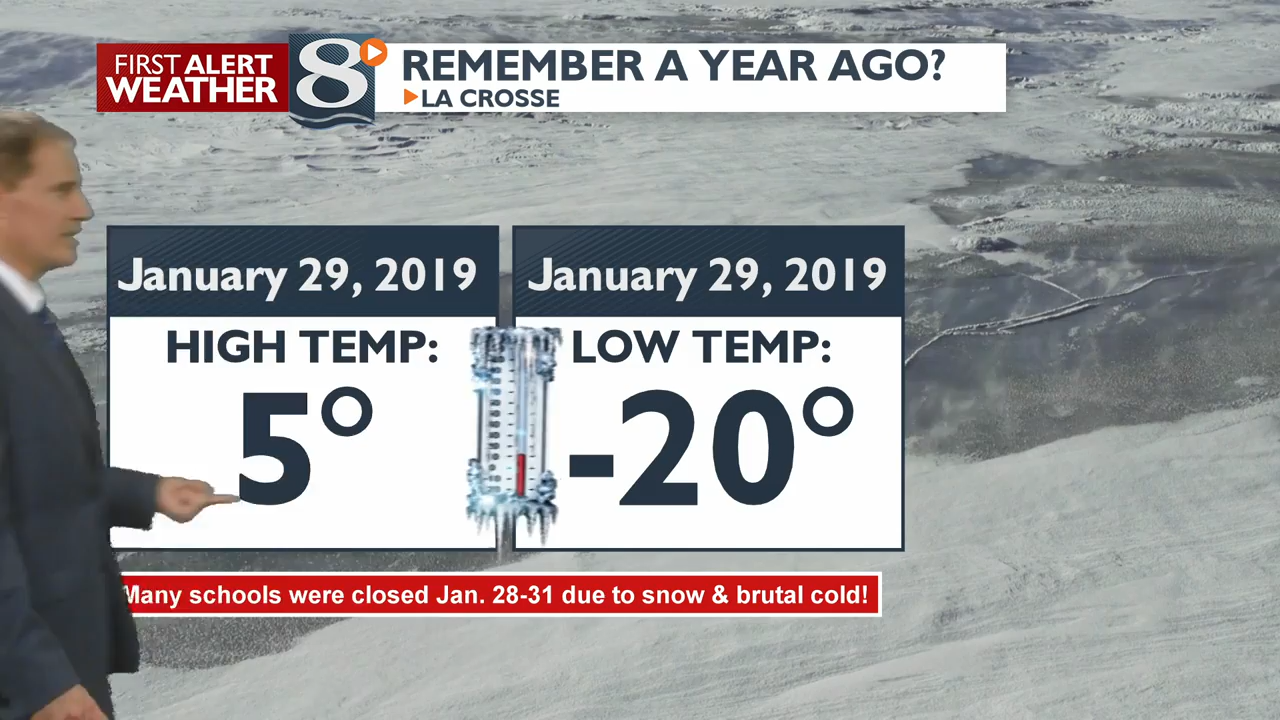 FIRST ALERT
WEATHER
8
REMEMBER A YEAR AGO?
LA CROSSE
January 29, 2019
HIGH TEMP:
5°
January 29, 2019
LOW TEMP:
-20°
Many schools were closed Jan. 28-31 due to snow & brutal cold!